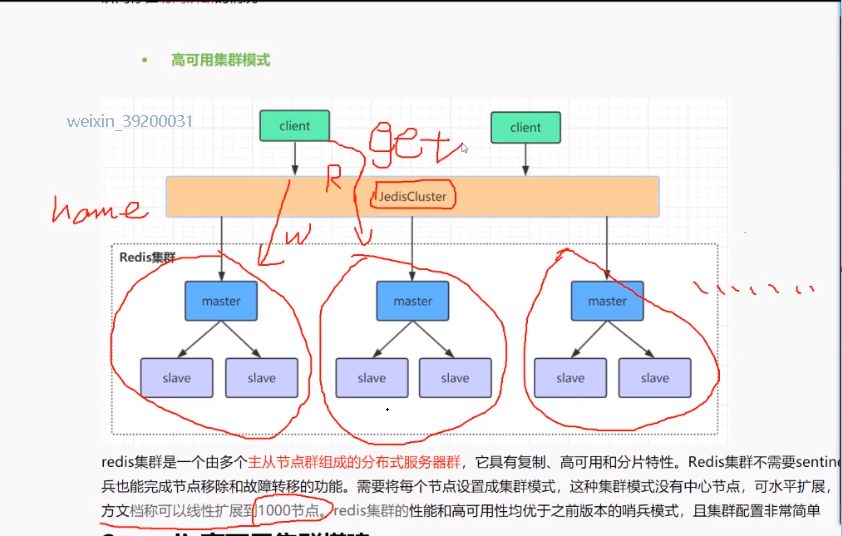 高可用集群模式
weixin_39200031
client
client
get
R
JedisCluster
name
W
Redis集群
master
master
master
slave
slave
slave
slave
slave
slave
redis集群是一个由多个主从节点群组成的分布式服务器群，它具有复制、高可用和分片特性。Redis集群不需要sentine
兵也能完成节点移除和故障转移的功能。需要将每个节点设置成集群模式，这种集群模式没有中心节点，可水平扩展，
方文档称可以线性扩展到1000节点。redis集群的性能和高可用性均优于之前版本的哨兵模式，且集群配置非常简单